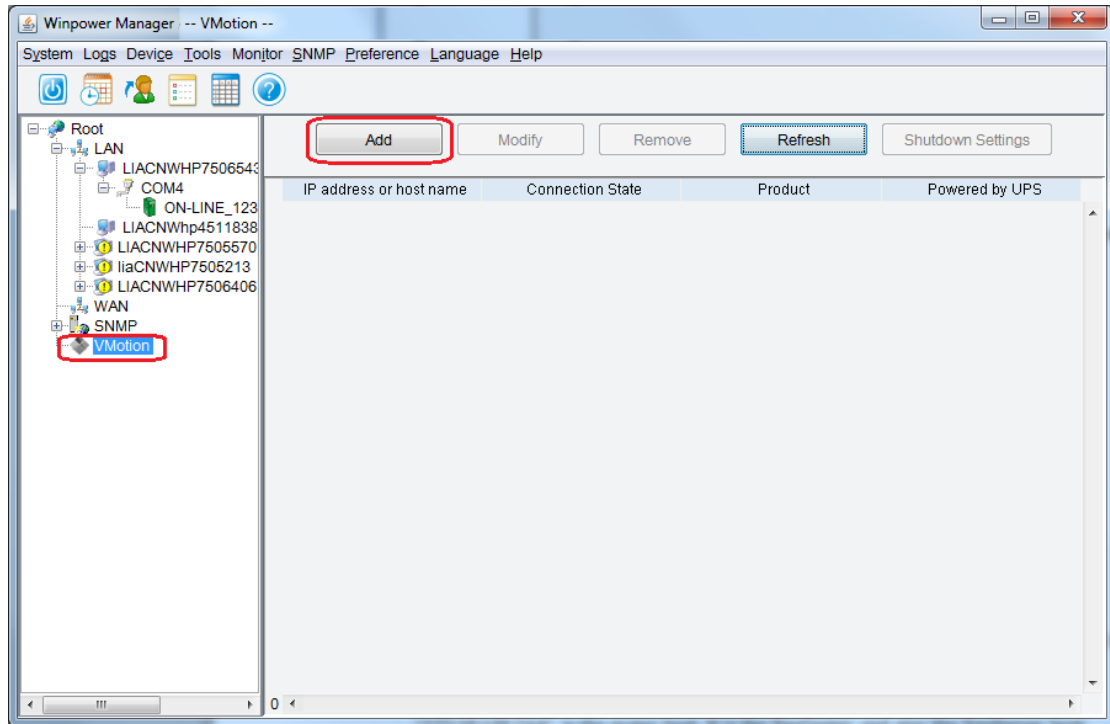 Winpower Manager -- VMotion --
System Logs Device Tools Monitor SNMP Preference Language Help
Root
LAN
LIACNWHP7506543
COM4
ON-LINE_123
LIACNWhp4511838
LIACNWHP7505570
liaCNWHP7505213
LIACNWHP7506406
WAN
SNMP
VMotion
Add Modify Remove Refresh Shutdown Settings
IP address or host name Connection State Product Powered by UPS
0